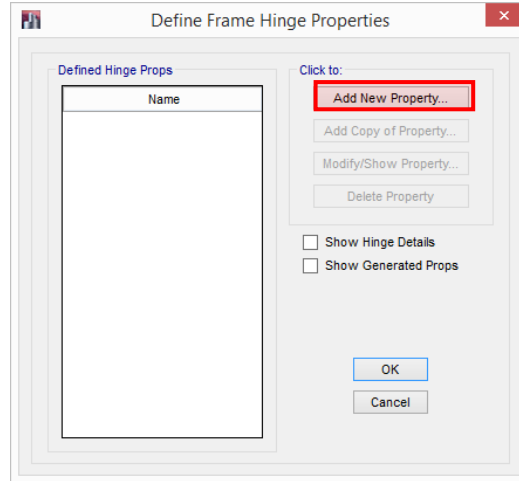 Define Frame Hinge Properties
Defined Hinge Props
Name
Click to:
Add New Property...
Add Copy of Property...
Modify/Show Property...
Delete Property
Show Hinge Details
Show Generated Props
OK
Cancel